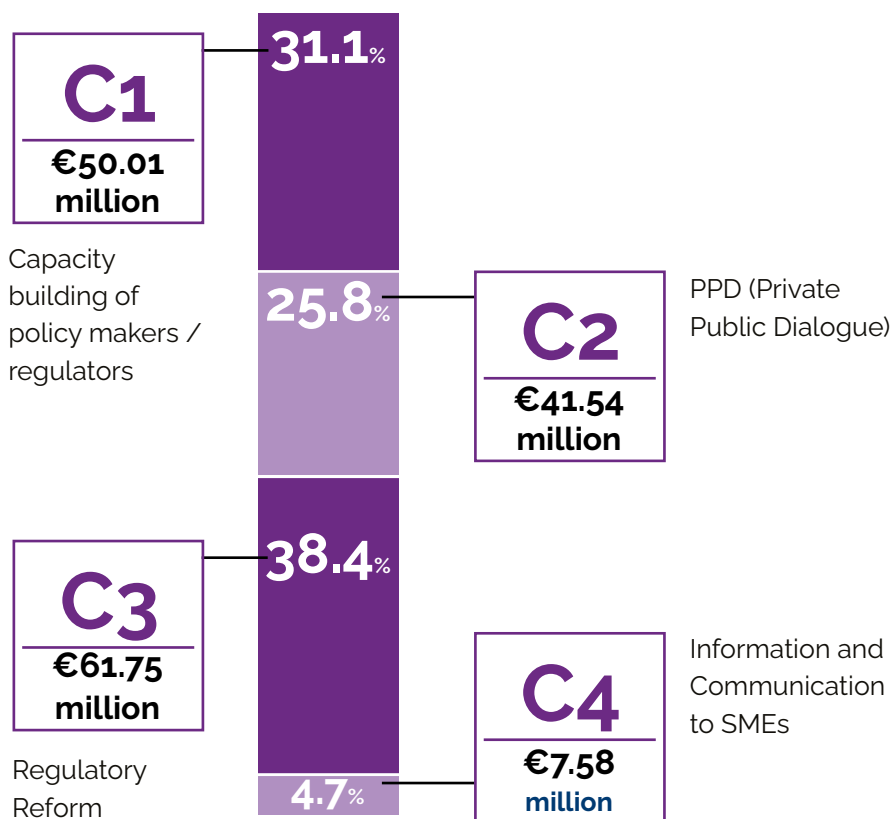 31.1%
C1
€50.01
million
Capacity
building of
policy makers /
regulators
25.8%
C2
€41.54
million
PPD (Private
Public Dialogue)
38.4%
C3
€61.75
million
Regulatory
Reform
4.7%
C4
€7.58
million
Information and
Communication
to SMEs